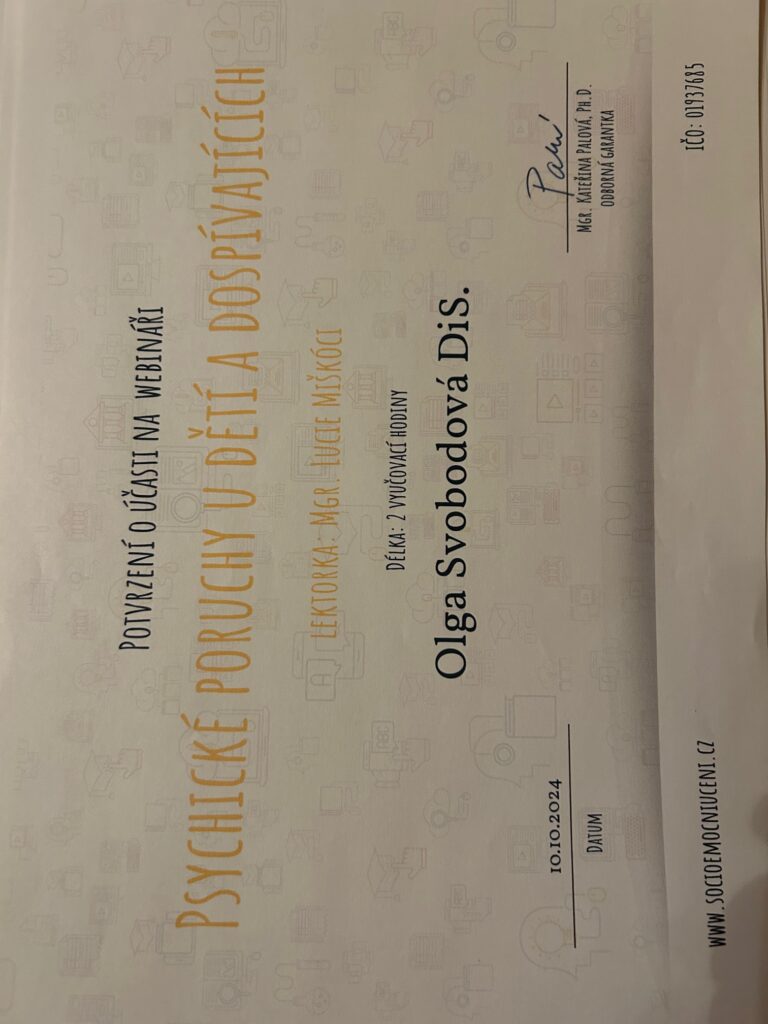 POTVRZENÍ O ÚČASTI NA WEBINÁŘI
PSYCHICKÉ PORUCHY U DĚTÍ A DOSPÍVAJÍCÍCH
LEKTORKA: MGR. LUCIE MIŠKÓCI
DÉLKA: 2 VYUČOVACÍ HODINY
Olga Svobodová DiS.
10.10.2024
DATUM
MGR. KATEŘINA PALOVÁ, PH.D.
ODBORNÁ GARANTKA
WWW.SOCIOEMOCNIUCENI.CZ
IČO: 01937685